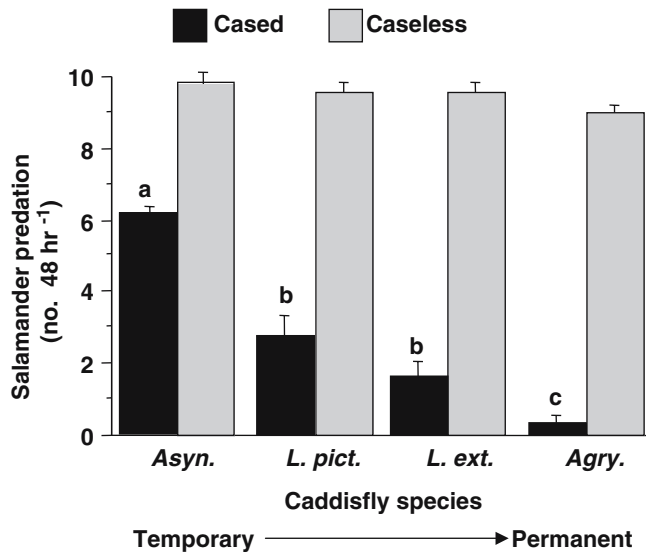 Cased Caseless
Salamander predation
(no. 48 hr -1)
10
8
6
4
2
0
a
b
b
c
Asyn. L. pict. L. ext. Agry.
Caddisfly species
Temporary Permanent